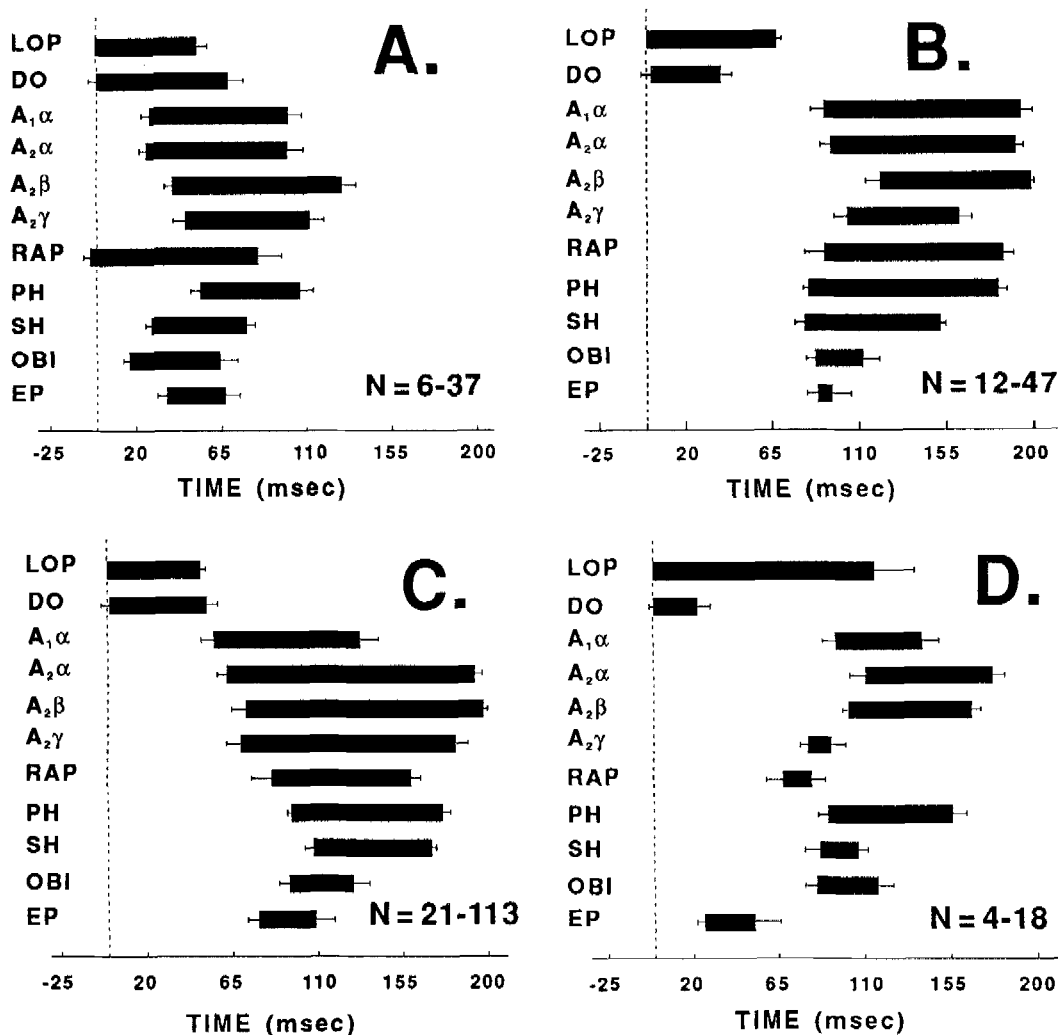 A.
LOP
DO
A₁α
A₂α
A₂β
A₂γ
RAP
PH
SH
OBI
EP
N = 6-37
-25 20 65 110 155 200
TIME (msec)
B.
LOP
DO
A₁α
A₂α
A₂β
A₂γ
RAP
PH
SH
OBI
EP
N = 12-47
-25 20 65 110 155 200
TIME (msec)
C.
LOP
DO
A₁α
A₂α
A₂β
A₂γ
RAP
PH
SH
OBI
EP
N = 21-113
-25 20 65 110 155 200
TIME (msec)
D.
LOP
DO
A₁α
A₂α
A₂β
A₂γ
RAP
PH
SH
OBI
EP
N = 4-18
-25 20 65 110 155 200
TIME (msec)